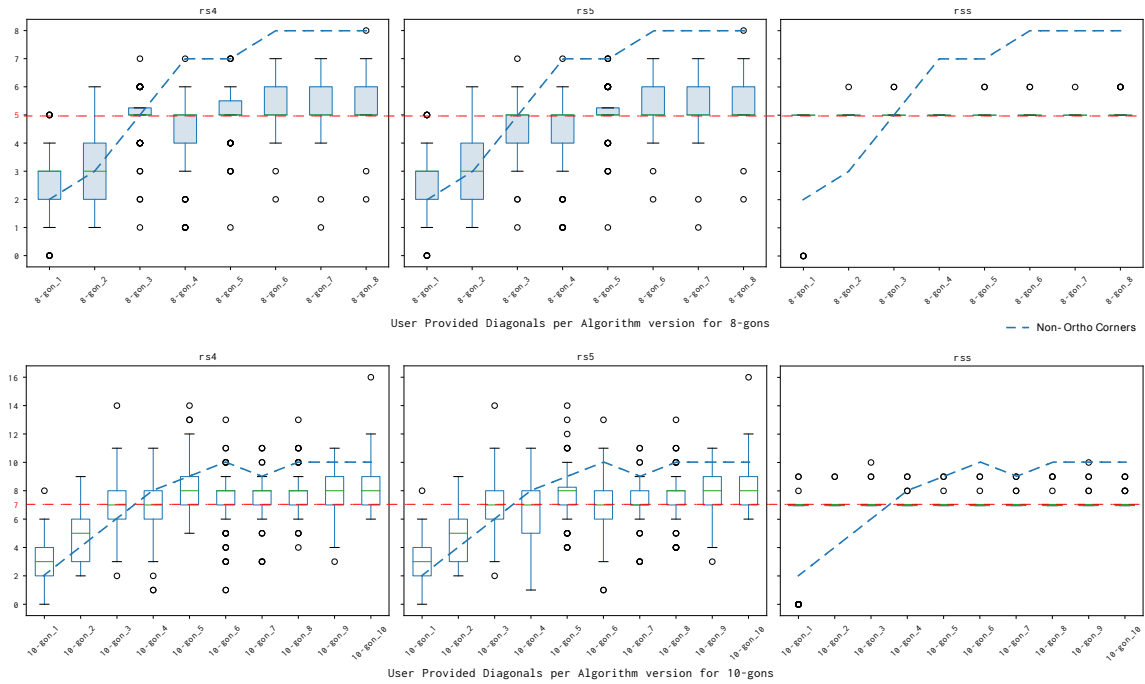 rs4 rs5 rss
8
7
6
5
4
3
2
1
0
8-gon_1 8-gon_2 8-gon_3 8-gon_4 8-gon_5 8-gon_6 8-gon_7 8-gon_8 8-gon_1 8-gon_2 8-gon_3 8-gon_4 8-gon_5 8-gon_6 8-gon_7 8-gon_8 8-gon_1 8-gon_2 8-gon_3 8-gon_4 8-gon_5 8-gon_6 8-gon_7 8-gon_8
User Provided Diagonals per Algorithm version for 8-gons
Non- Ortho Corners
rs4 rs5 rss
16
14
12
10
8
7
6
4
2
0
10-gon_1 10-gon_2 10-gon_3 10-gon_4 10-gon_5 10-gon_6 10-gon_7 10-gon_8 10-gon_9 10-gon_10 10-gon_1 10-gon_2 10-gon_3 10-gon_4 10-gon_5 10-gon_6 10-gon_7 10-gon_8 10-gon_9 10-gon_10 10-gon_1 10-gon_2 10-gon_3 10-gon_4 10-gon_5 10-gon_6 10-gon_7 10-gon_8 10-gon_9 10-gon_10
User Provided Diagonals per Algorithm version for 10-gons